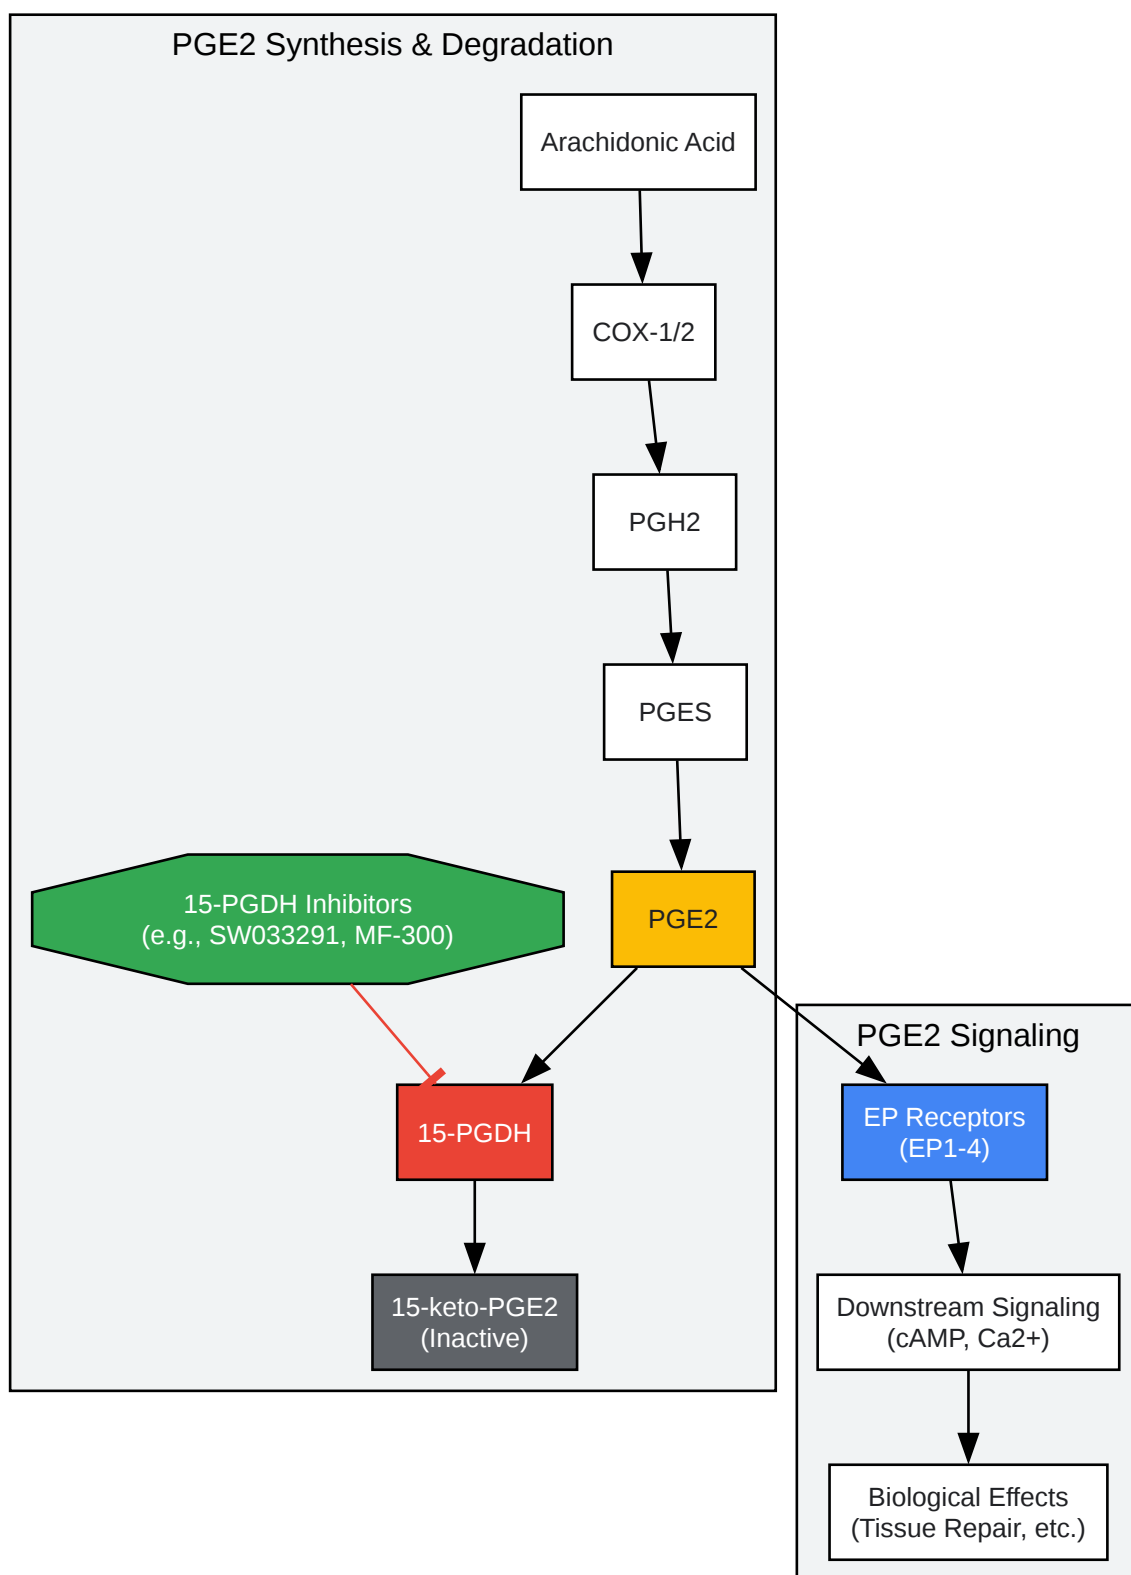 PGE2 Synthesis & Degradation
Arachidonic Acid
COX-1/2
PGH2
PGES
15-PGDH Inhibitors
(e.g., SW033291, MF-300)
PGE2
PGE2 Signaling
15-PGDH
EP Receptors
(EP1-4)
15-keto-PGE2
(Inactive)
Downstream Signaling
(cAMP, Ca2+)
Biological Effects
(Tissue Repair, etc.)